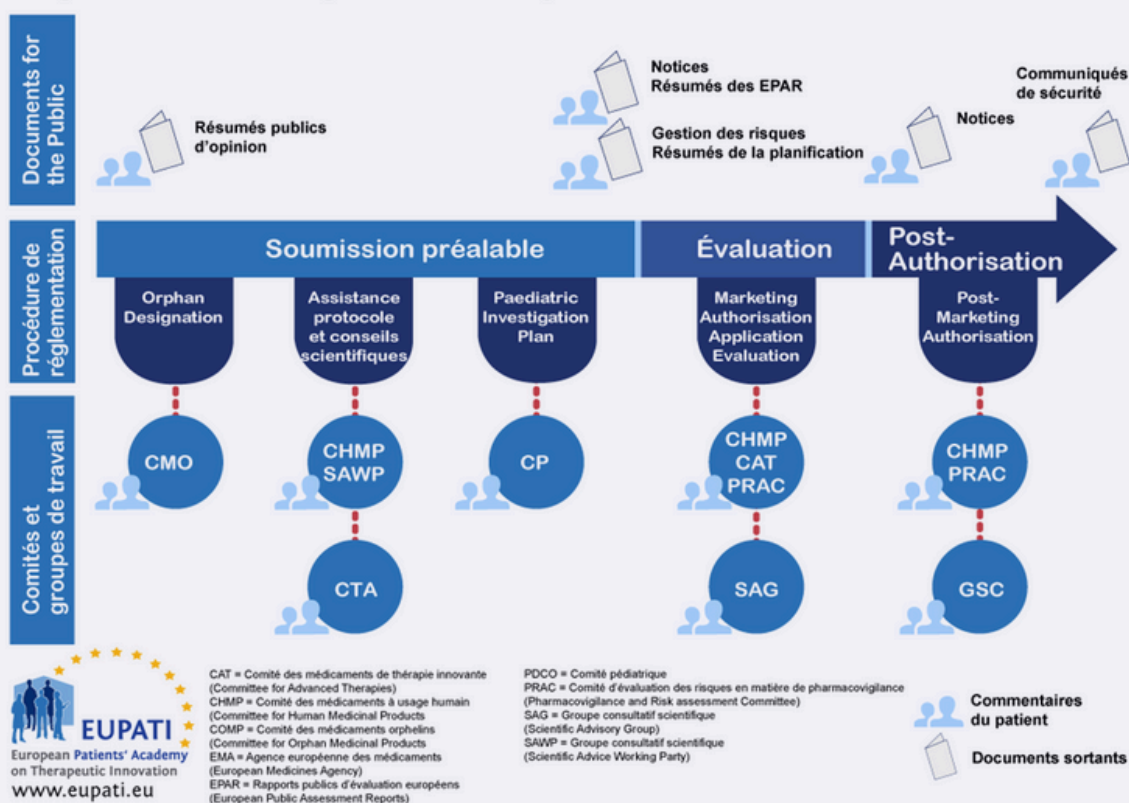 Documents for
the Public
Résumés publics
d'opinion
Notices
Résumés des EPAR
Gestion des risques
Résumés de la planification
Notices
Communiqués
de sécurité
Procédure de
réglementation
Soumission préalable
Évaluation
Post-
Authorisation
Orphan
Designation
Assistance
protocole
et conseils
scientifiques
Paediatric
Investigation
Plan
Marketing
Authorisation
Application
Evaluation
Post-
Marketing
Authorisation
Comités et
groupes de travail
CMO
CHMP
SAWP
CP
CHMP
CAT
PRAC
CHMP
PRAC
CTA
SAG
GSC
EUPATI
European Patients' Academy
on Therapeutic Innovation
www.eupati.eu
CAT = Comité des médicaments de thérapie innovante
(Committee for Advanced Therapies)
CHMP = Comité des médicaments à usage humain
(Committee for Human Medicinal Products
COMP = Comité des médicaments orphelins
(Committee for Orphan Medicinal Products
EMA = Agence européenne des médicaments
(European Medicines Agency)
EPAR = Rapports publics d'évaluation européens
(European Public Assessment Reports)
PDCO = Comité pédiatrique
PRAC = Comité d'évaluation des risques en matière de pharmacovigilance
(Pharmacovigilance and Risk assessment Committee)
SAG = Groupe consultatif scientifique
(Scientific Advisory Group)
SAWP = Groupe consultatif scientifique
(Scientific Advice Working Party)
Commentaires
du patient
Documents sortants